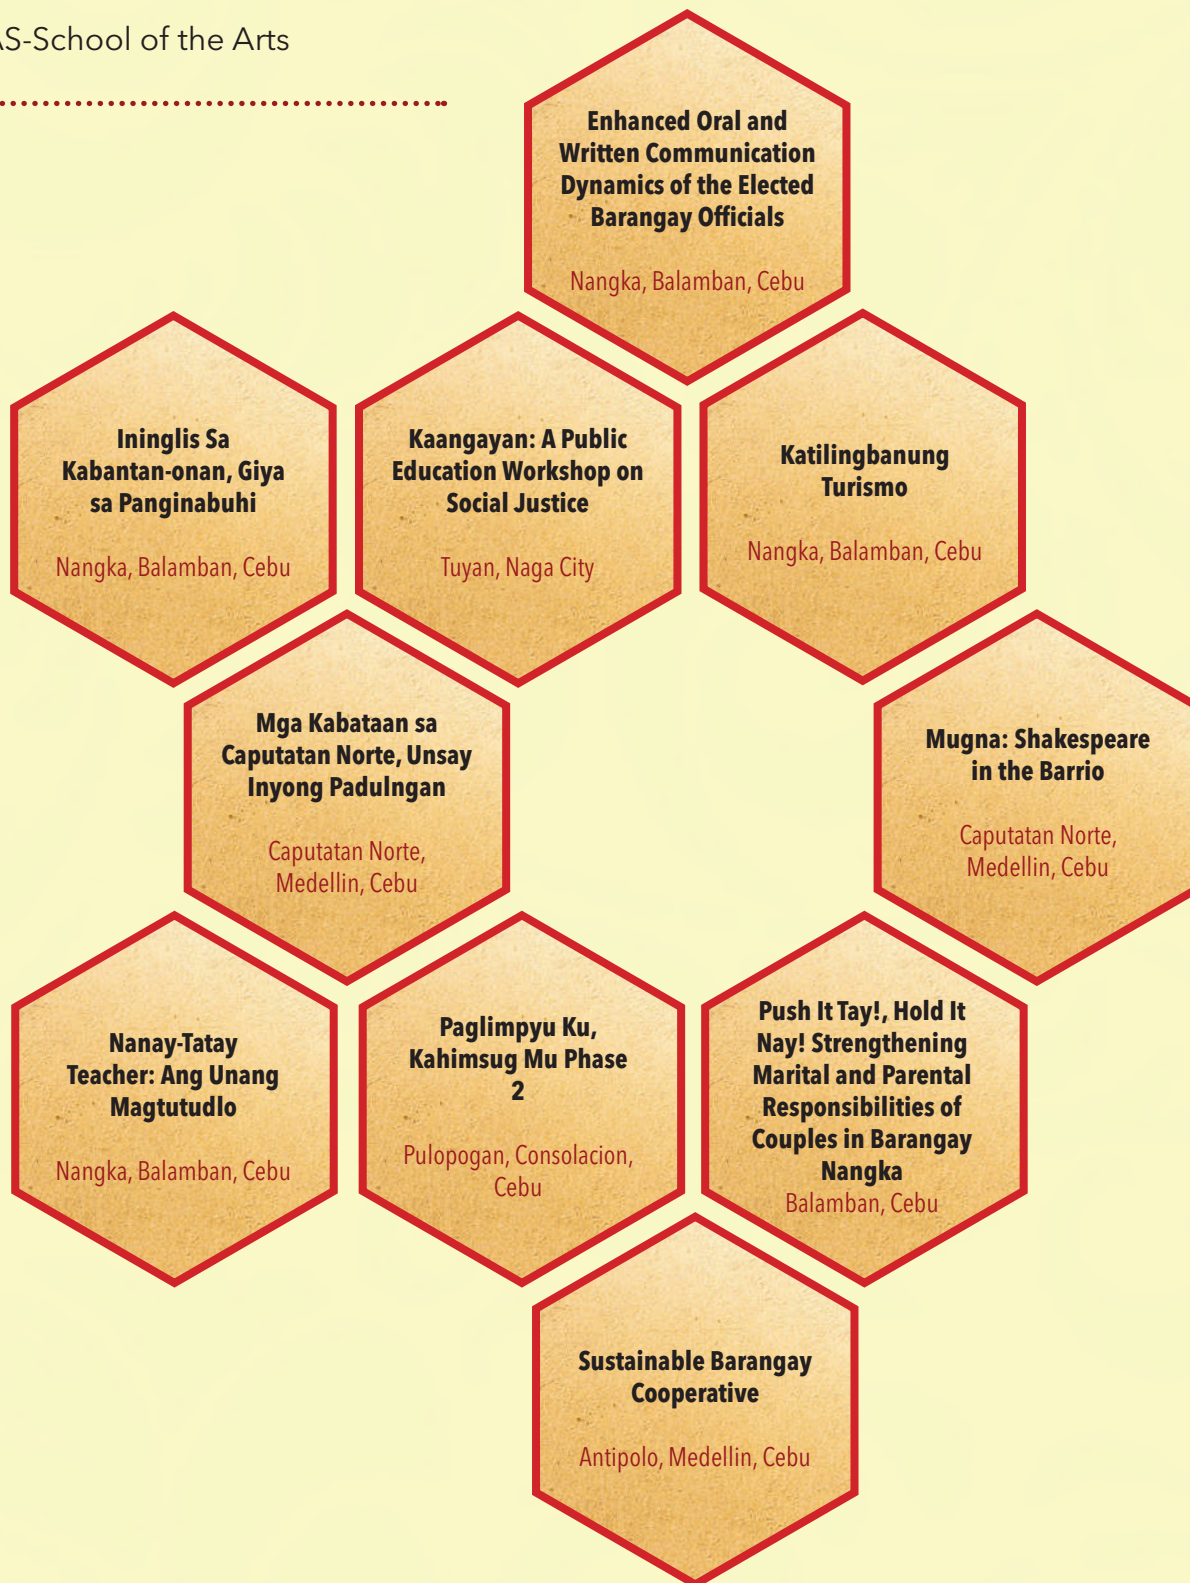 AS-School of the Arts
Enhanced Oral and
Written Communication
Dynamics of the Elected
Barangay Officials
Nangka, Balamban, Cebu
Ininglis Sa
Kabantan-onan, Giya
sa Panginabuhi
Nangka, Balamban, Cebu
Kaangayan: A Public
Education Workshop on
Social Justice
Tuyan, Naga City
Katilingbanung
Turismo
Nangka, Balamban, Cebu
Mga Kabataan sa
Caputatan Norte, Unsay
Inyong Padulngan
Caputatan Norte,
Medellin, Cebu
Mugna: Shakespeare
in the Barrio
Caputatan Norte,
Medellin, Cebu
Nanay-Tatay
Teacher: Ang Unang
Magtutudlo
Nangka, Balamban, Cebu
Paglimpyu Ku,
Kahimsug Mu Phase
2
Pulopogan, Consolacion,
Cebu
Push It Tay!, Hold It
Nay! Strengthening
Marital and Parental
Responsibilities of
Couples in Barangay
Nangka
Balamban, Cebu
Sustainable Barangay
Cooperative
Antipolo, Medellin, Cebu